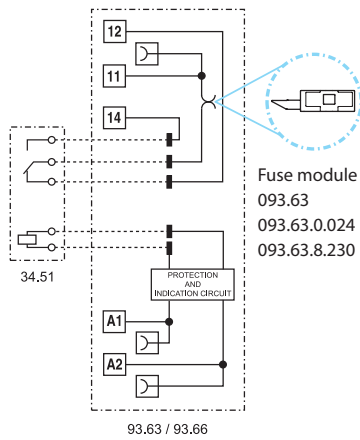 12
11
14
Fuse module
093.63
093.63.0.024
093.63.8.230
34.51
PROTECTION
AND
INDICATION CIRCUIT
A1
A2
93.63 / 93.66